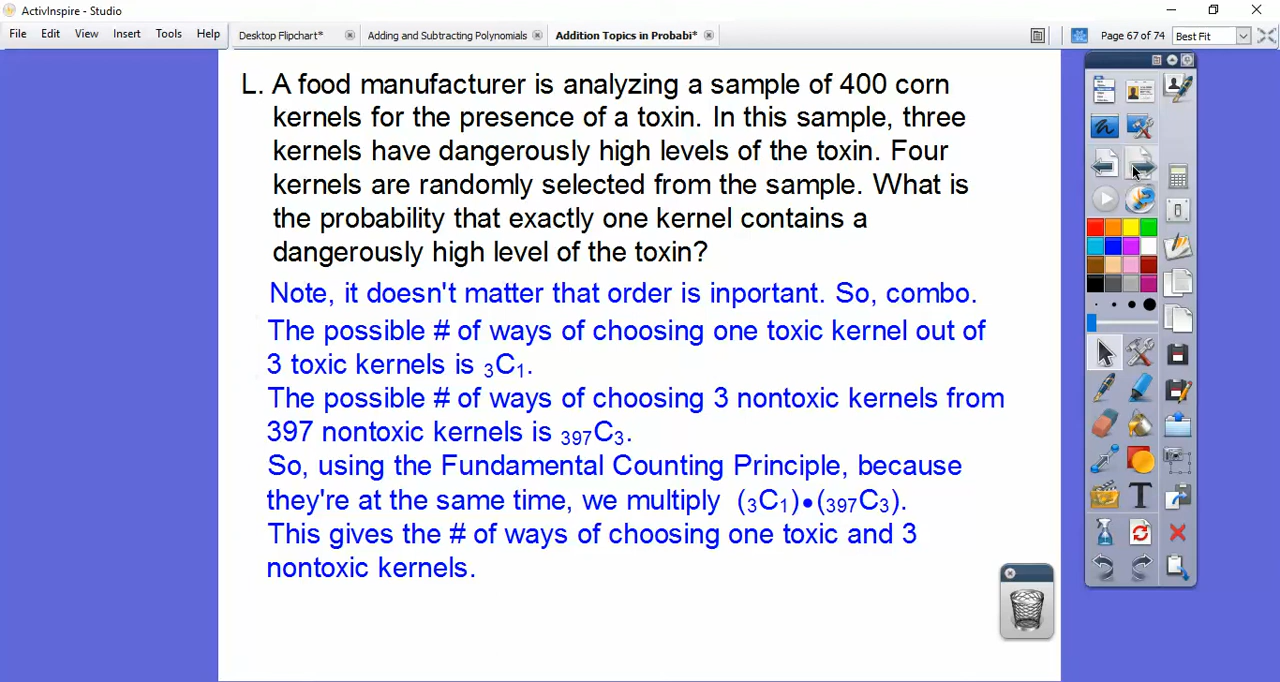 ActivInspire - Studio
File Edit View Insert Tools Help
Desktop Flipchart* Adding and Subtracting Polynomials Addition Topics in Probabi* Page 67 of 74 Best Fit
L. A food manufacturer is analyzing a sample of 400 corn
kernels for the presence of a toxin. In this sample, three
kernels have dangerously high levels of the toxin. Four
kernels are randomly selected from the sample. What is
the probability that exactly one kernel contains a
dangerously high level of the toxin?
Note, it doesn't matter that order is inportant. So, combo.
The possible # of ways of choosing one toxic kernel out of
3 toxic kernels is ₃C₁.
The possible # of ways of choosing 3 nontoxic kernels from
397 nontoxic kernels is ₃₉₇C₃.
So, using the Fundamental Counting Principle, because
they're at the same time, we multiply (₃C₁)•(₃₉₇C₃).
This gives the # of ways of choosing one toxic and 3
nontoxic kernels.